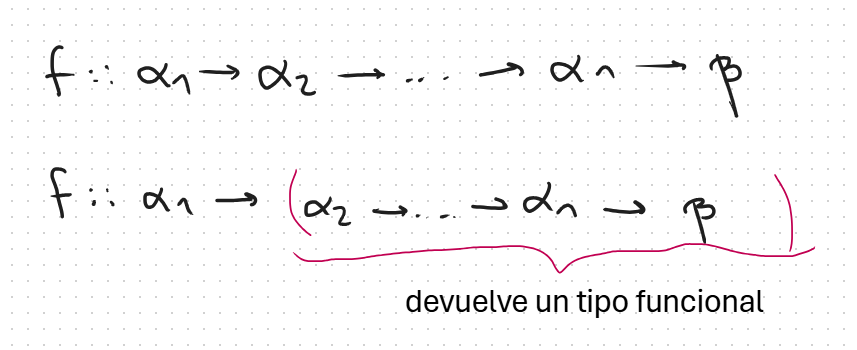 f :: α₁ → α₂ → .... → αₙ → β
f :: α₁ → (α₂ → .... → αₙ → β)
devuelve un tipo funcional